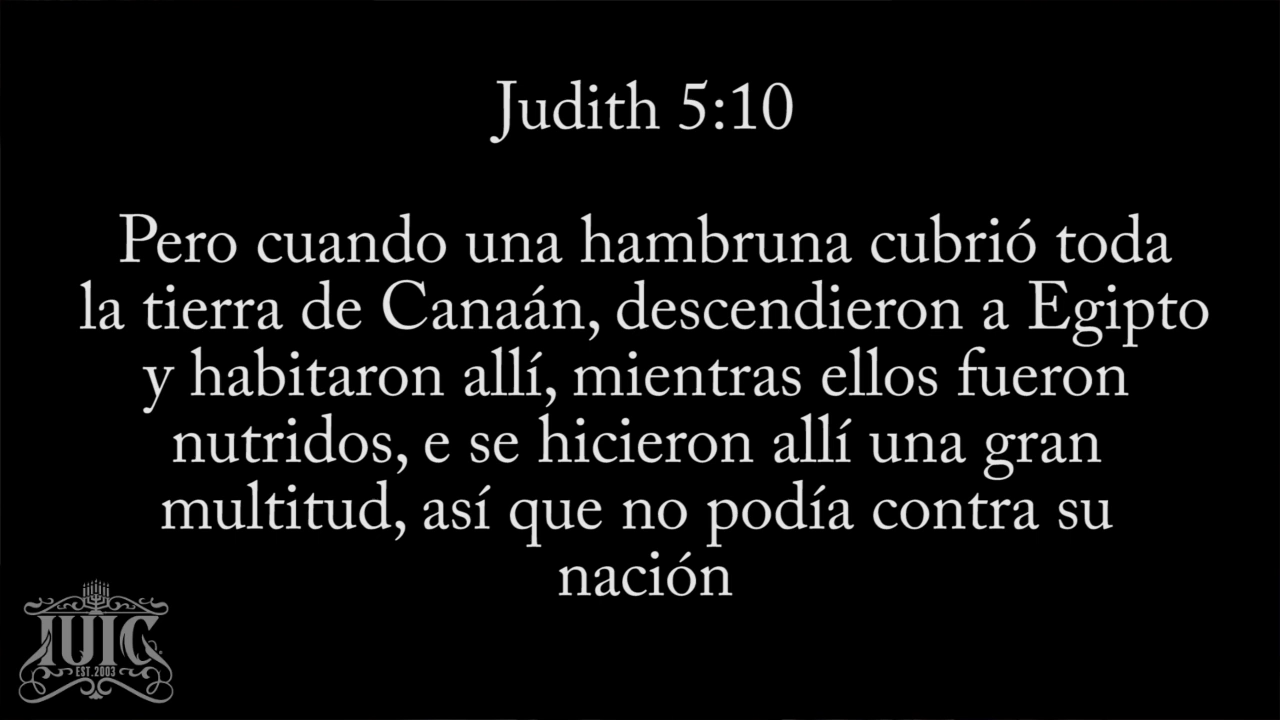 Judith 5:10
Pero cuando una hambruna cubrió toda
la tierra de Canaán, descendieron a Egipto
y habitaron allí, mientras ellos fueron
nutridos, e se hicieron allí una gran
multitud, así que no podía contra su
nación
IUIC
EST. 2003